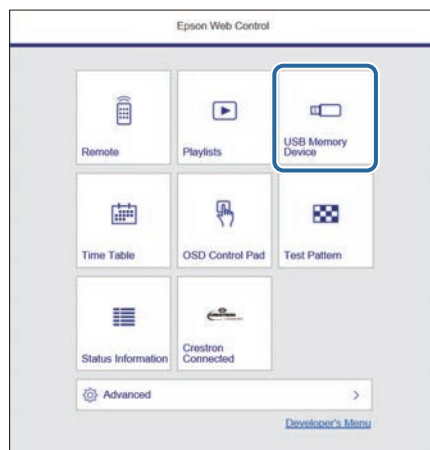 Epson Web Control
Remote
Playlists
USB Memory
Device
Time Table
OSD Control Pad
Test Pattern
Status Information
CRESTRON
Crestron
Connected
Advanced
Developer's Menu